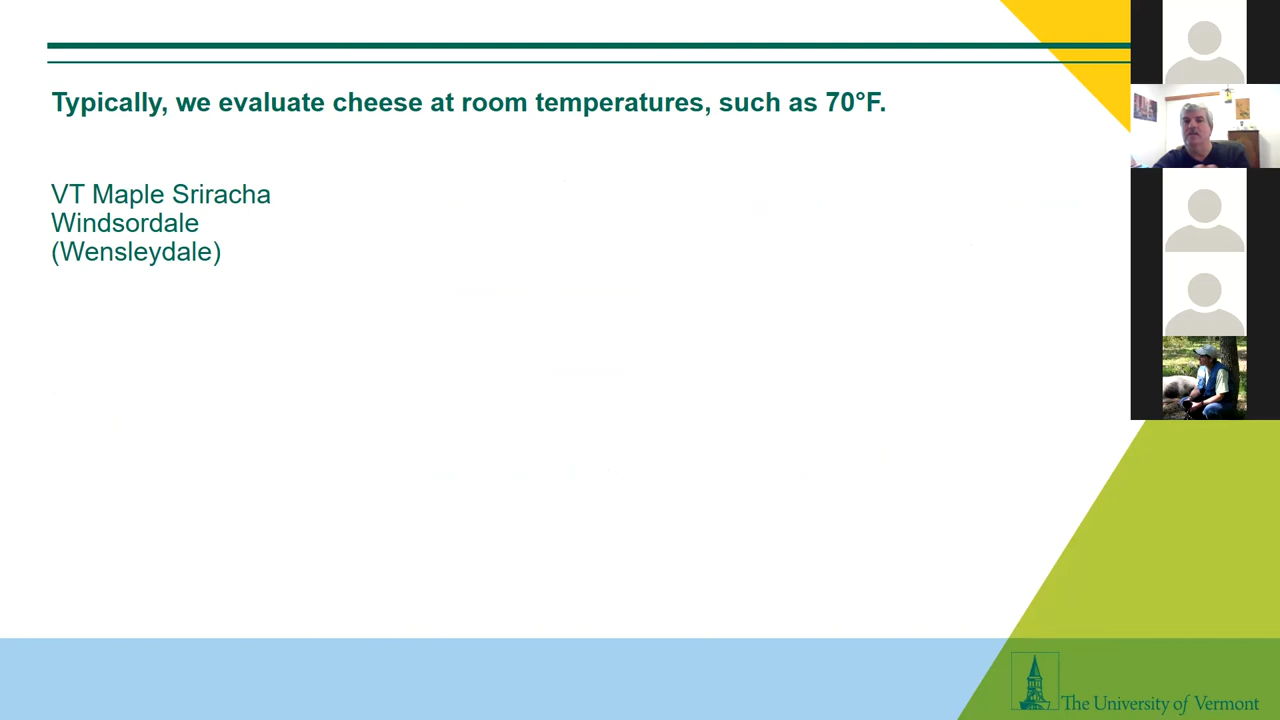 Typically, we evaluate cheese at room temperatures, such as 70°F.
VT Maple Sriracha
Windsordale
(Wensleydale)
The University of Vermont